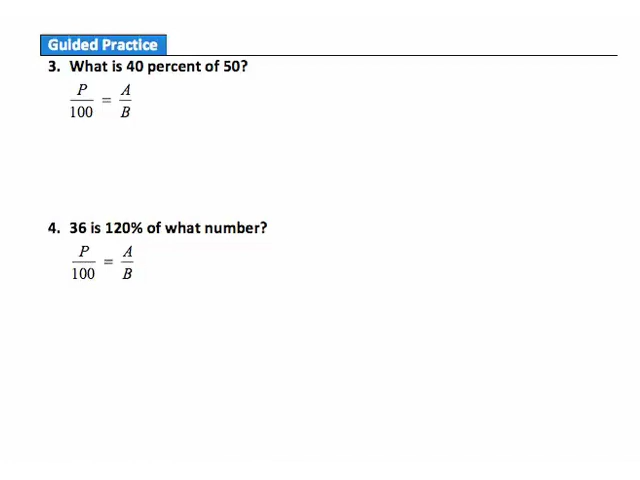 Guided Practice
3. What is 40 percent of 50?
P/100 = A/B
4. 36 is 120% of what number?
P/100 = A/B